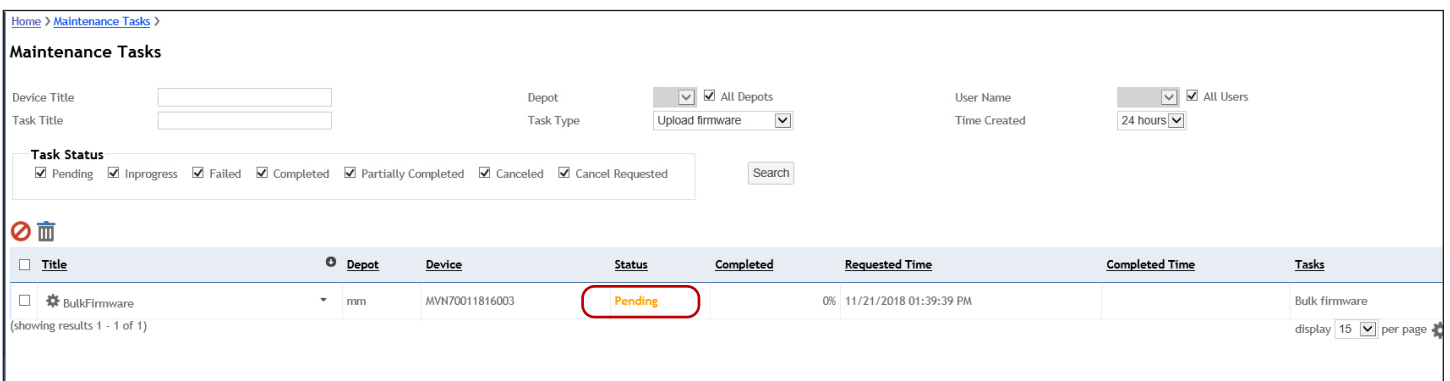 Home > Maintenance Tasks >
Maintenance Tasks
Device Title Depot All Depots User Name All Users
Task Title Task Type Upload firmware Time Created 24 hours
Task Status
Pending Inprogress Failed Completed Partially Completed Canceled Cancel Requested Search
Title Depot Device Status Completed Requested Time Completed Time Tasks
BulkFirmware mm MVN70011816003 Pending 0% 11/21/2018 01:39:39 PM Bulk firmware
(showing results 1 - 1 of 1) display 15 per page